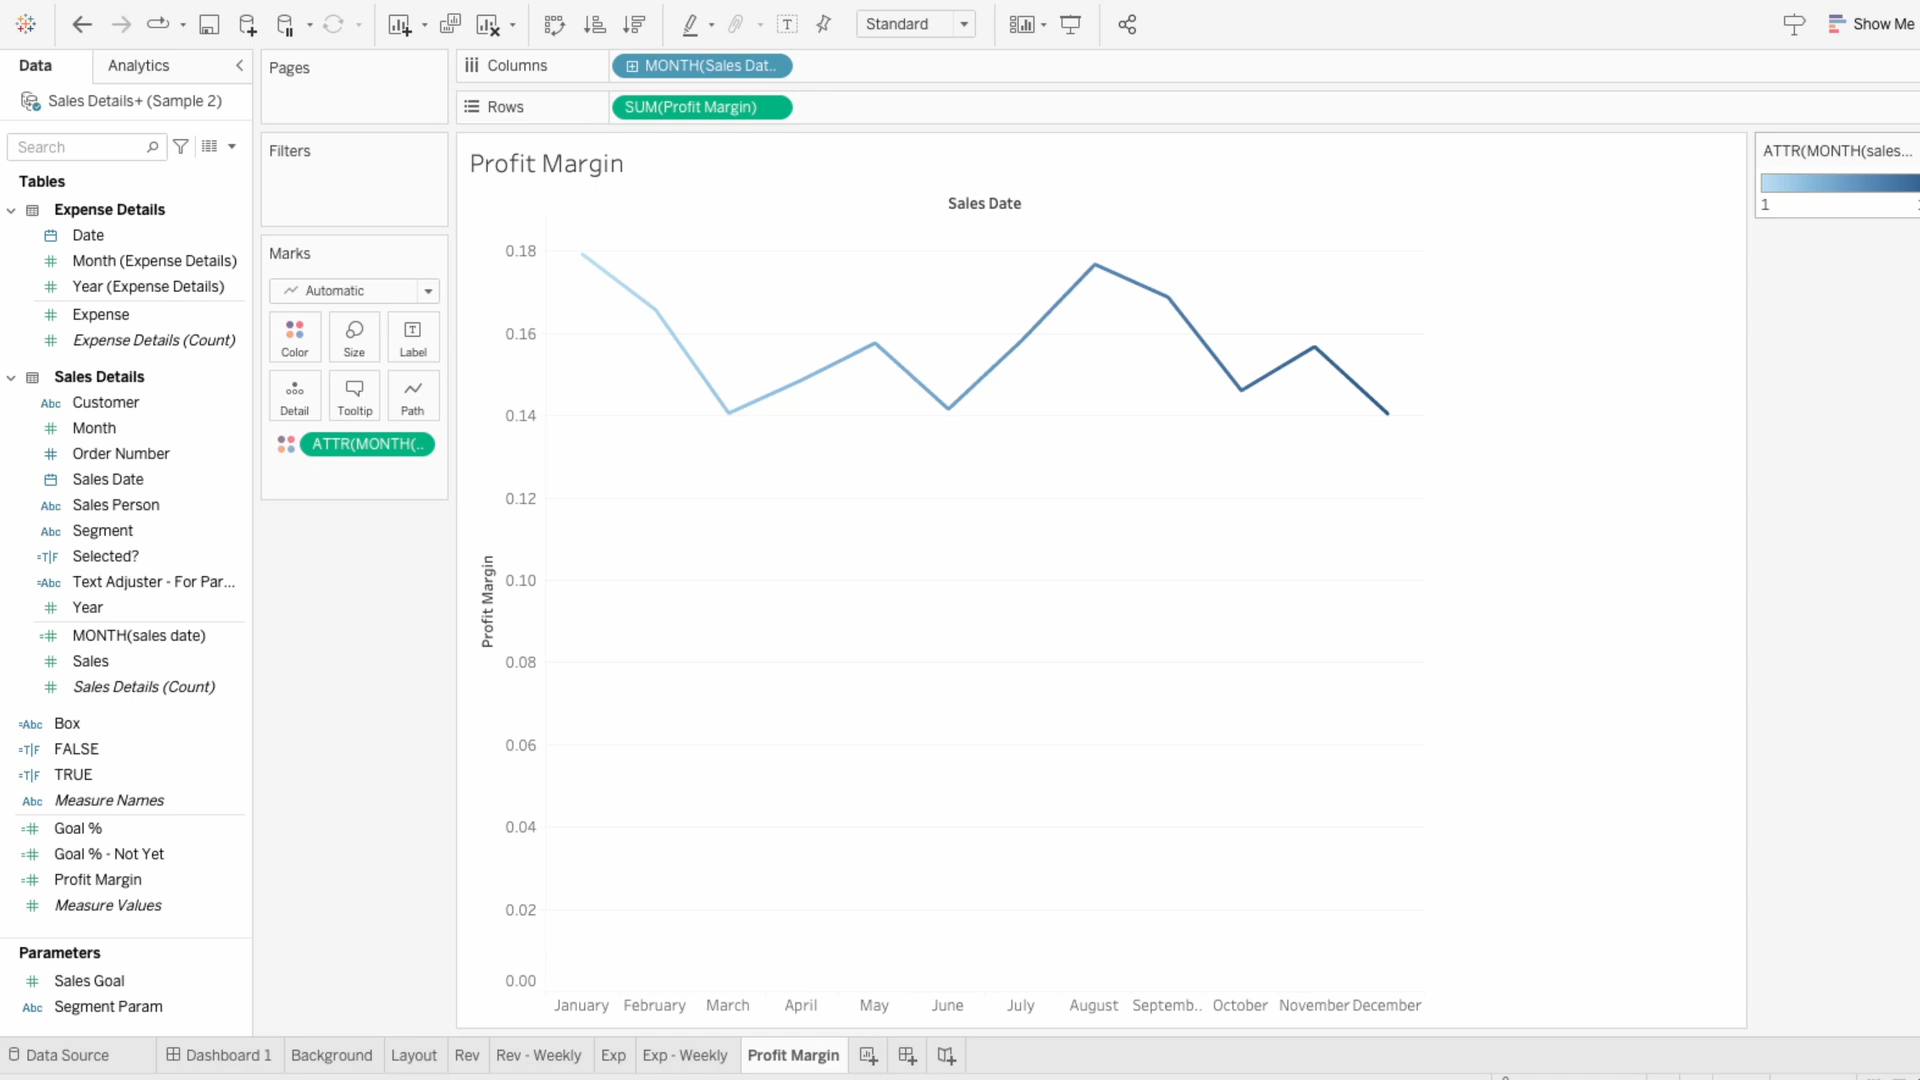 Standard
Show Me
Data
Analytics
Sales Details+ (Sample 2)
Search
Tables
Expense Details
Date
Month (Expense Details)
Year (Expense Details)
Expense
Expense Details (Count)
Sales Details
Abc Customer
Month
Order Number
Sales Date
Abc Sales Person
Abc Segment
=T|F Selected?
=Abc Text Adjuster - For Par...
Year
=# MONTH(sales date)
Sales
Sales Details (Count)
=Abc Box
=T|F FALSE
=T|F TRUE
Abc Measure Names
=# Goal %
=# Goal % - Not Yet
=# Profit Margin
# Measure Values
Parameters
# Sales Goal
Abc Segment Param
Pages
Filters
Marks
Automatic
Color
Size
Label
Detail
Tooltip
Path
ATTR(MONTH(..
Columns
MONTH(Sales Dat..
Rows
SUM(Profit Margin)
Profit Margin
Sales Date
0.18
0.16
0.14
0.12
0.10
0.08
0.06
0.04
0.02
0.00
Profit Margin
January February March April May June July August Septemb.. October November December
ATTR(MONTH(sales...
1
Data Source
Dashboard 1
Background
Layout
Rev
Rev - Weekly
Exp
Exp - Weekly
Profit Margin